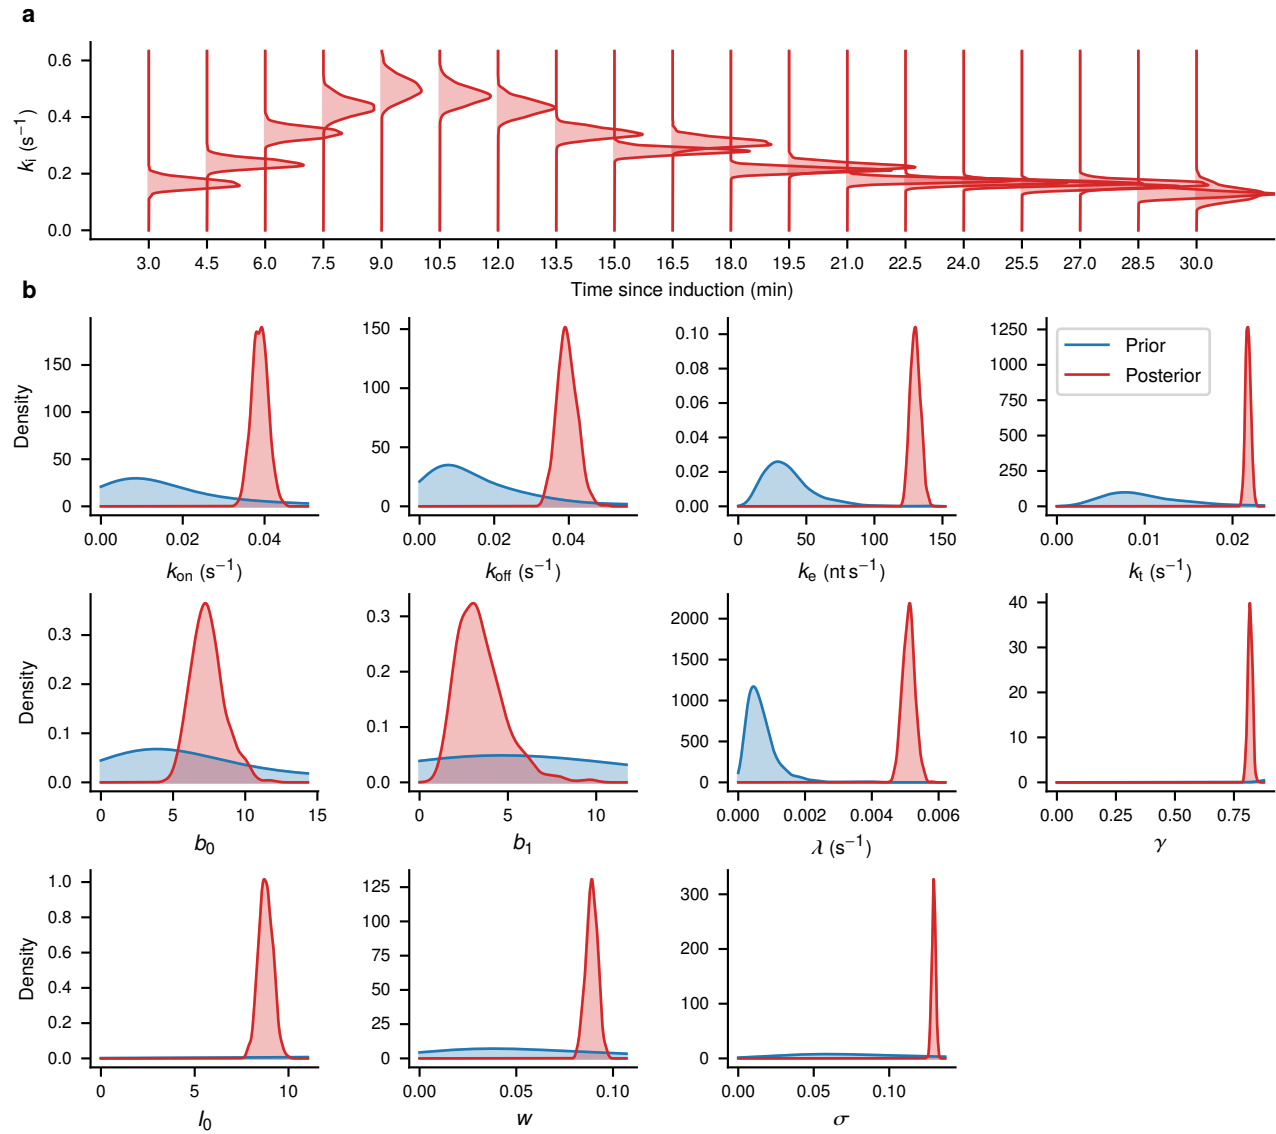 a
0.6
0.4
0.2
0.0
kᵢ (s⁻¹)
3.0 4.5 6.0 7.5 9.0 10.5 12.0 13.5 15.0 16.5 18.0 19.5 21.0 22.5 24.0 25.5 27.0 28.5 30.0
Time since induction (min)
b
Density
150
100
50
0
0.00 0.02 0.04
k_on (s⁻¹)
150
100
50
0
0.00 0.02 0.04
k_off (s⁻¹)
0.10
0.08
0.06
0.04
0.02
0.00
0 50 100 150
k_e (nt s⁻¹)
1250
1000
750
500
250
0
Prior
Posterior
0.00 0.01 0.02
k_t (s⁻¹)
Density
0.3
0.2
0.1
0.0
0 5 10 15
b₀
0.3
0.2
0.1
0.0
0 5 10
b₁
2000
1500
1000
500
0
0.000 0.002 0.004 0.006
λ (s⁻¹)
40
30
20
10
0
0.00 0.25 0.50 0.75
γ
Density
1.0
0.8
0.6
0.4
0.2
0.0
0 5 10
l₀
125
100
75
50
25
0
0.00 0.05 0.10
w
300
200
100
0
0.00 0.05 0.10
σ